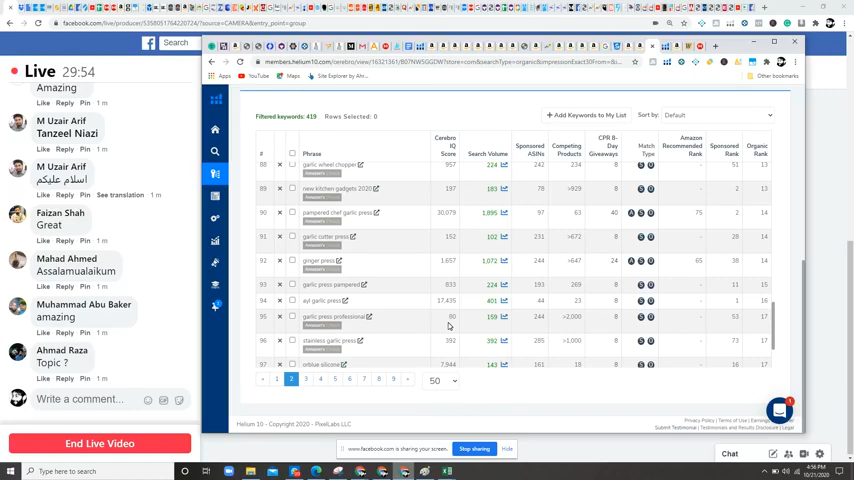 com/live/producer/535805164220724/?source=CAMERA&entry_point=group
Search
Live 29:54
Amazing
Like Reply Pin 1 m
M Uzair Arif
Tanzeel Niazi
Like Reply Pin 1 m
M Uzair Arif
اسلام علیکم
Like Reply Pin · See translation · 1 m
Faizan Shah
Great
Like Reply Pin 1 m
Mahad Ahmed
Assalamualaikum
Like Reply Pin 1 m
Muhammad Abu Baker
amazing
Like Reply Pin 1 m
Ahmad Raza
Topic ?
Like Reply Pin 1 m
Write a comment...
End Live Video
members.helium10.com/cerebro/view/16321361/B07NWSGGDW?store=com&searchType=organic&impressionExact30From=&...
Apps YouTube Maps Site Explorer by Ahr... Other bookmarks
Filtered keywords: 419 Rows Selected: 0 + Add Keywords to My List Sort by: Default
# Phrase Cerebro IQ Score Search Volume Sponsored ASINs Competing Products CPR 8-Day Giveaways Match Type Amazon Recommended Rank Sponsored Rank Organic Rank
88 garlic wheel chopper 957 224 242 234 8 S O - 51 13
89 new kitchen gadgets 2020 197 183 78 >929 8 S O - 2 13
90 pampered chef garlic press 30,079 1,895 97 63 40 A S O 75 2 14
91 garlic cutter press 152 102 231 >672 8 S O - 28 14
92 ginger press 1,657 1,072 244 >647 24 A S O 65 38 14
93 garlic press pampered 833 224 193 269 8 S O - 11 15
94 ayl garlic press 17,435 401 44 23 8 S O - 1 16
95 garlic press professional 80 159 244 >2,000 8 S O - 53 17
96 stainless garlic press 392 392 285 >1,000 8 S O - 73 17
97 orblue silicone 7,944 143 161 18 8 S O - 16 17
« 1 2 3 4 5 6 7 8 9 » 50
Helium 10 - Copyright 2020 - PixelLabs LLC
Privacy Policy | Terms of Use |
Submit Testimonial | Testimonials and Results Disclosure |
1
www.facebook.com is sharing your screen. Stop sharing Hide
Chat
Type here to search
4:56 PM
10/21/2020